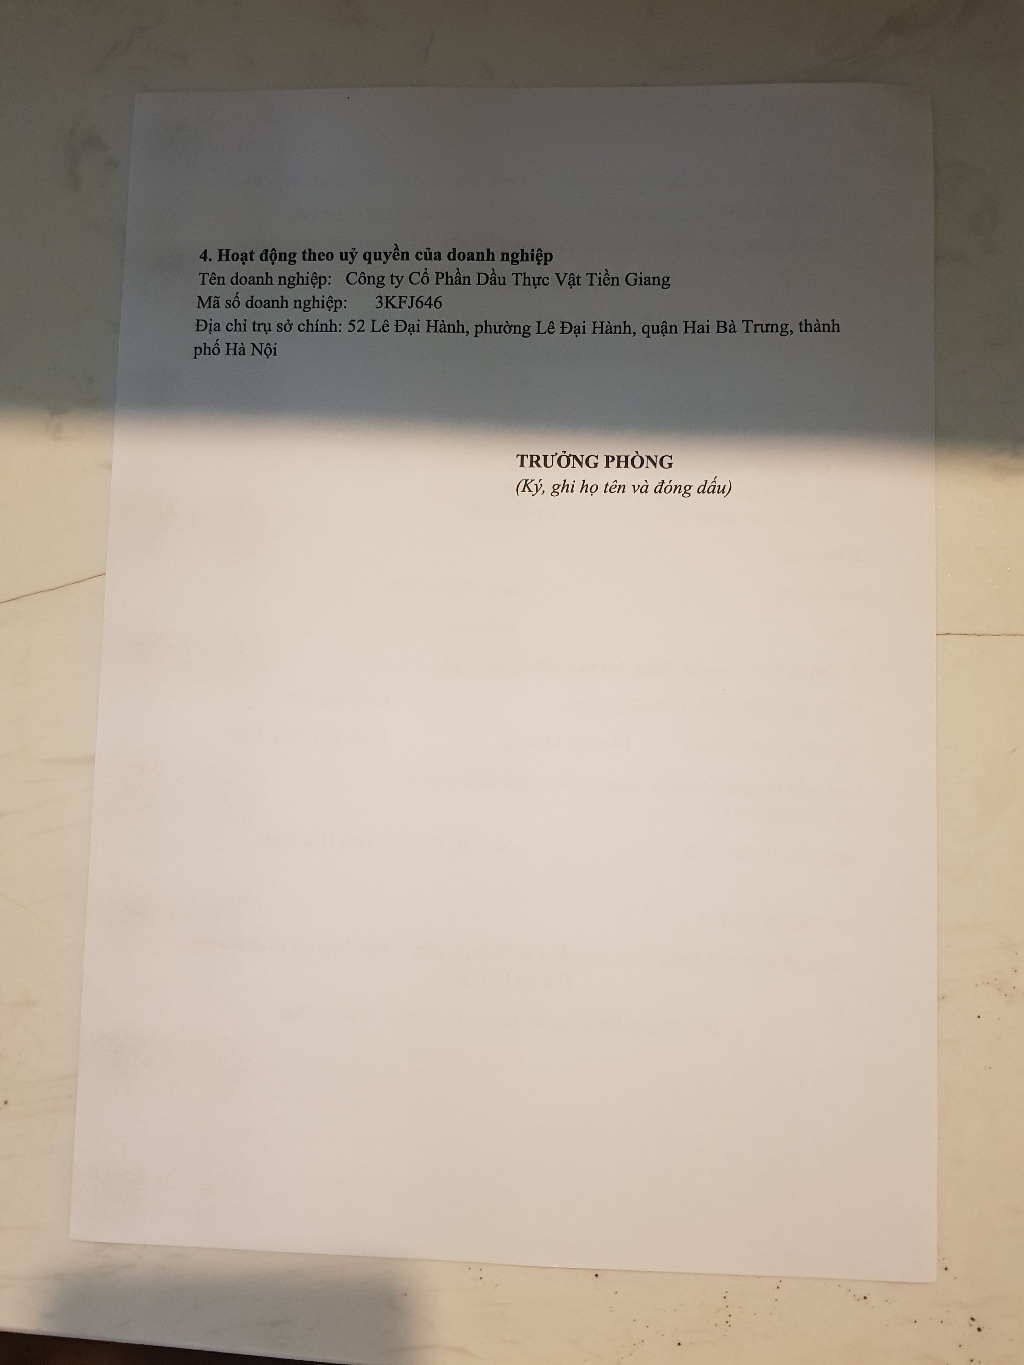 4. Hoạt động theo uỷ quyền của doanh nghiệp
Tên doanh nghiệp: Công ty Cổ Phần Dầu Thực Vật Tiền Giang
Mã số doanh nghiệp: 3KFJ646
Địa chỉ trụ sở chính: 52 Lê Đại Hành, phường Lê Đại Hành, quận Hai Bà Trưng, thành
phố Hà Nội
TRƯỞNG PHÒNG
(Ký, ghi họ tên và đóng dấu)